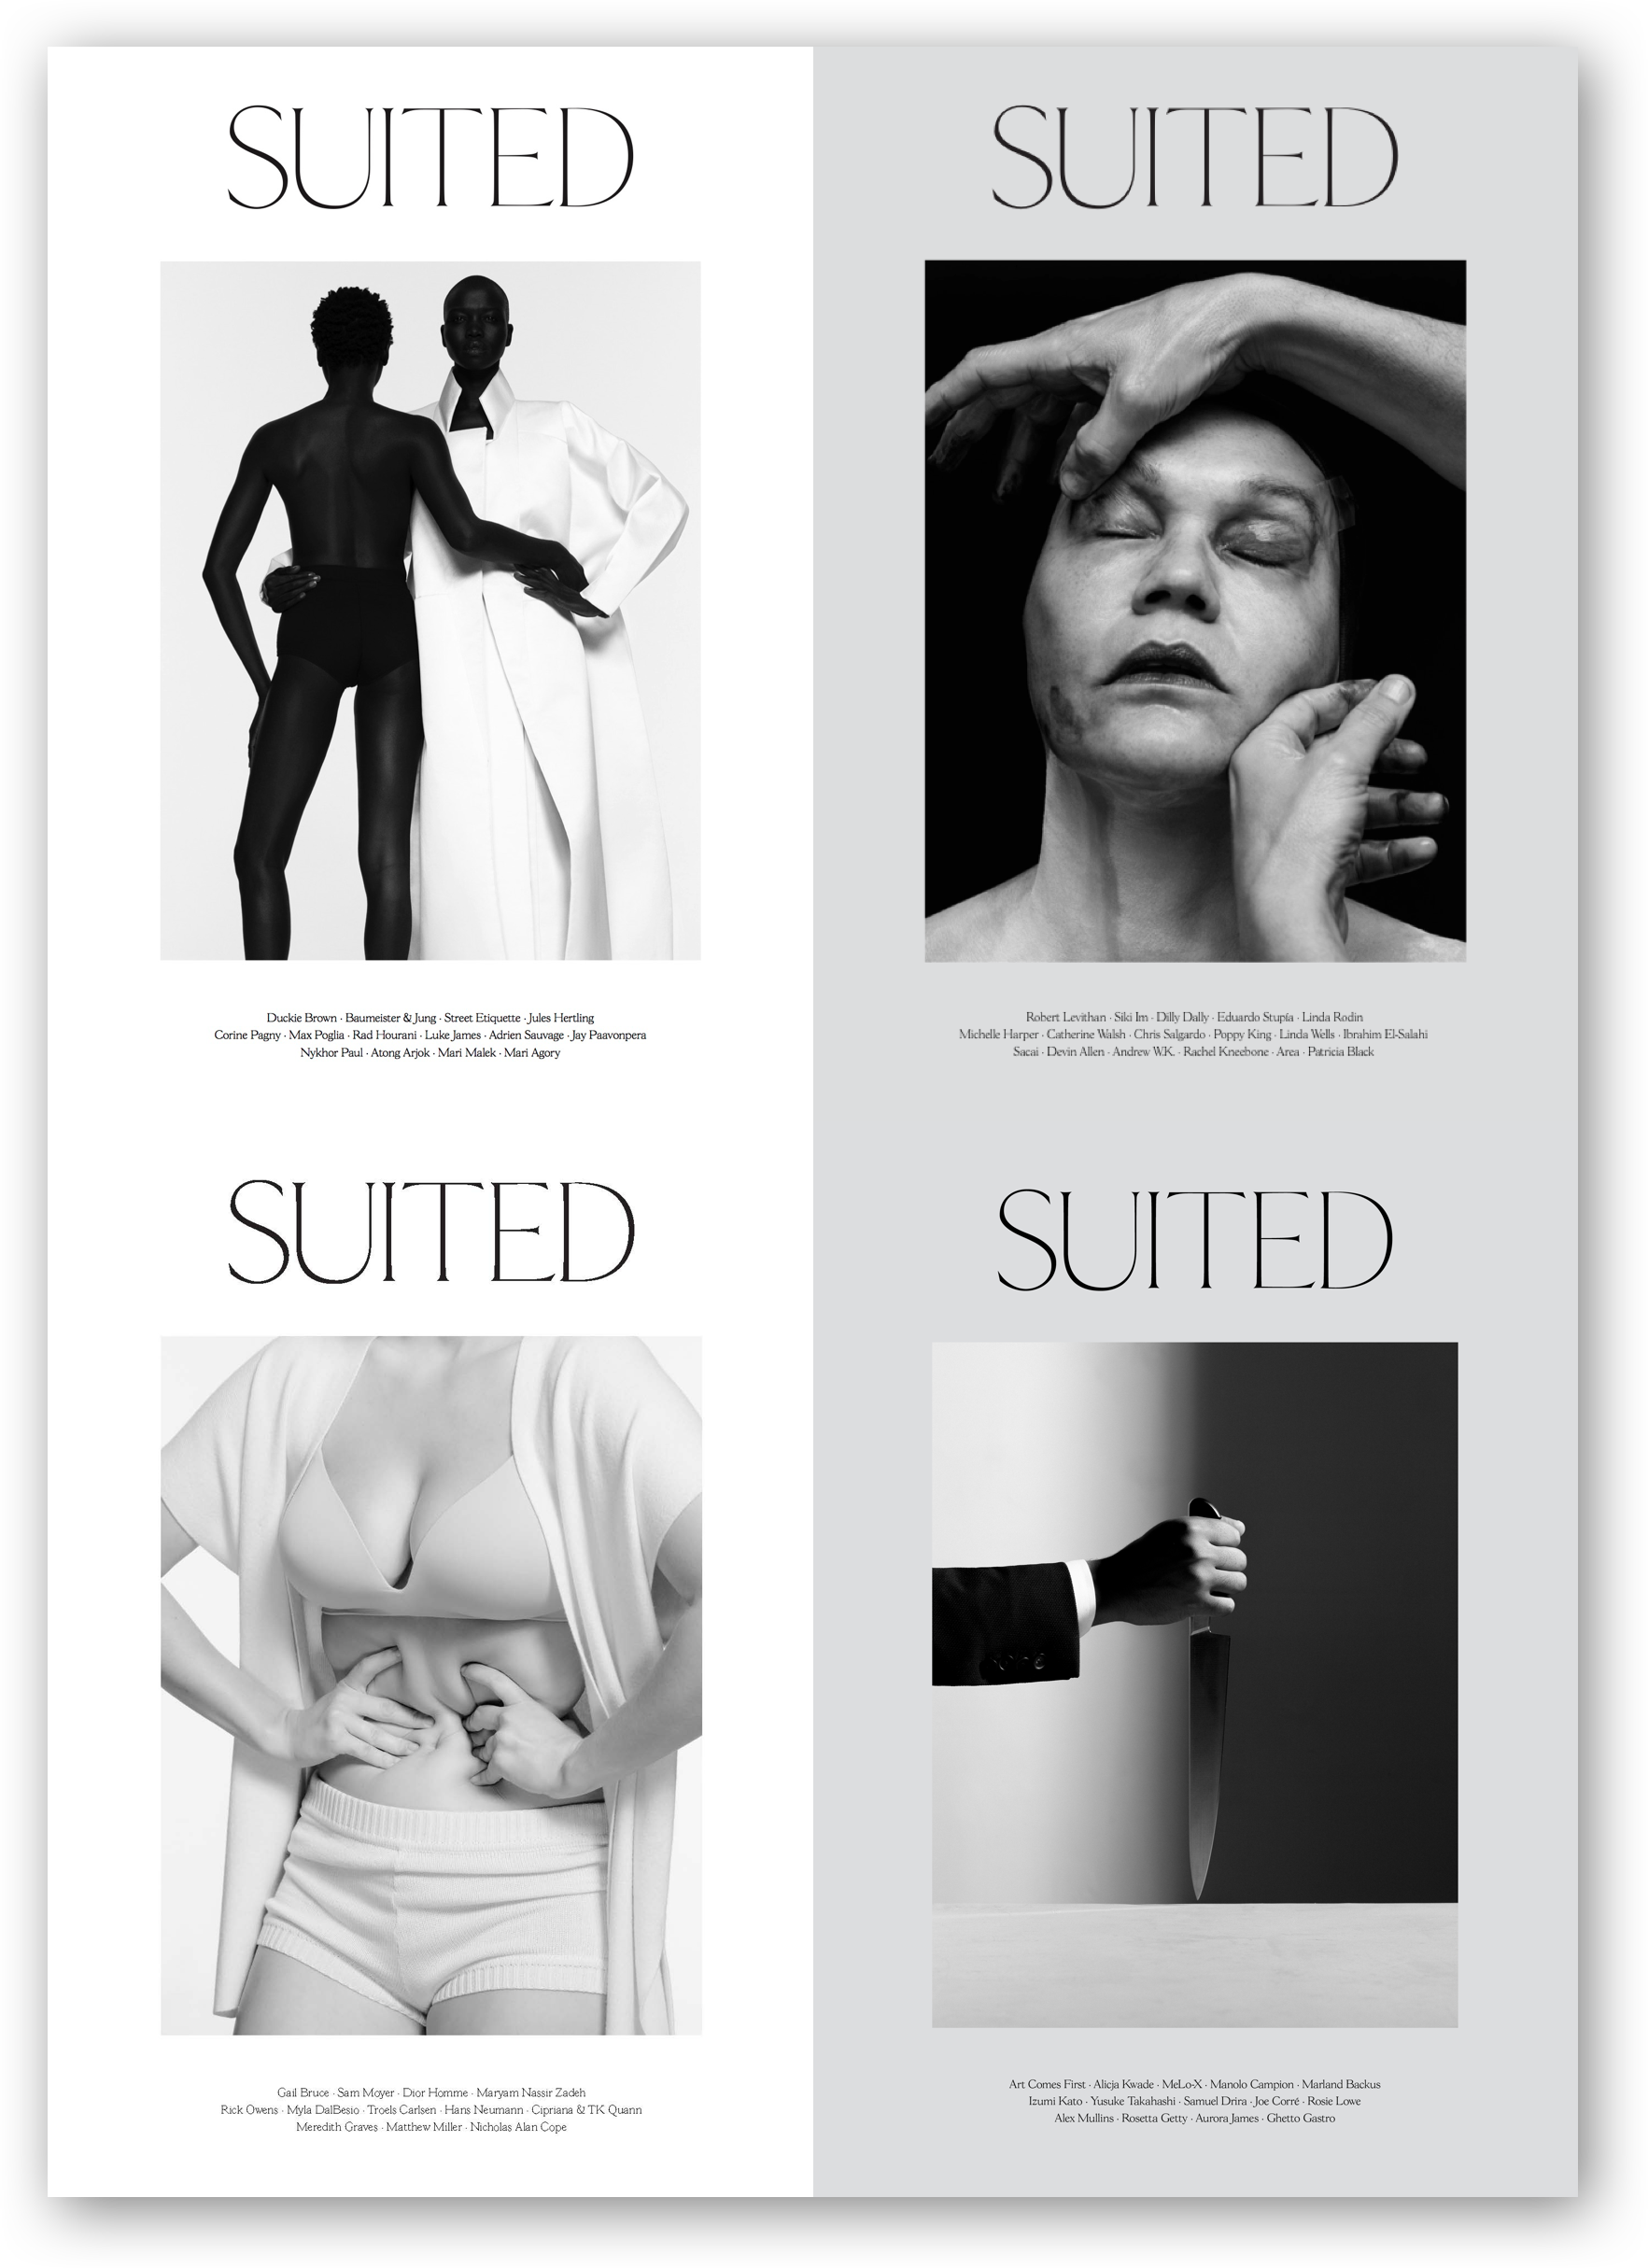 SUITED
Duckie Brown · Baumeister & Jung · Street Etiquette · Jules Hertling
Corine Pagny · Max Poglia · Rad Hourani · Luke James · Adrien Sauvage · Jay Paavonpera
Nykhor Paul · Atong Arjok · Mari Malek · Mari Agory
SUITED
Robert Levithan · Siki Im · Dilly Dally · Eduardo Stupía · Linda Rodin
Michelle Harper · Catherine Walsh · Chris Salgardo · Poppy King · Linda Wells · Ibrahim El-Salahi
Sacai · Devin Allen · Andrew W.K. · Rachel Kneebone · Area · Patricia Black
SUITED
Gail Bruce · Sam Moyer · Dior Homme · Maryam Nassir Zadeh
Rick Owens · Myla DalBesio · Troels Carlsen · Hans Neumann · Cipriana & TK Quann
Meredith Graves · Matthew Miller · Nicholas Alan Cope
SUITED
Art Comes First · Alicja Kwade · MeLo-X · Manolo Campion · Marland Backus
Izumi Kato · Yusuke Takahashi · Samuel Drira · Joe Corré · Rosie Lowe
Alex Mullins · Rosetta Getty · Aurora James · Ghetto Gastro